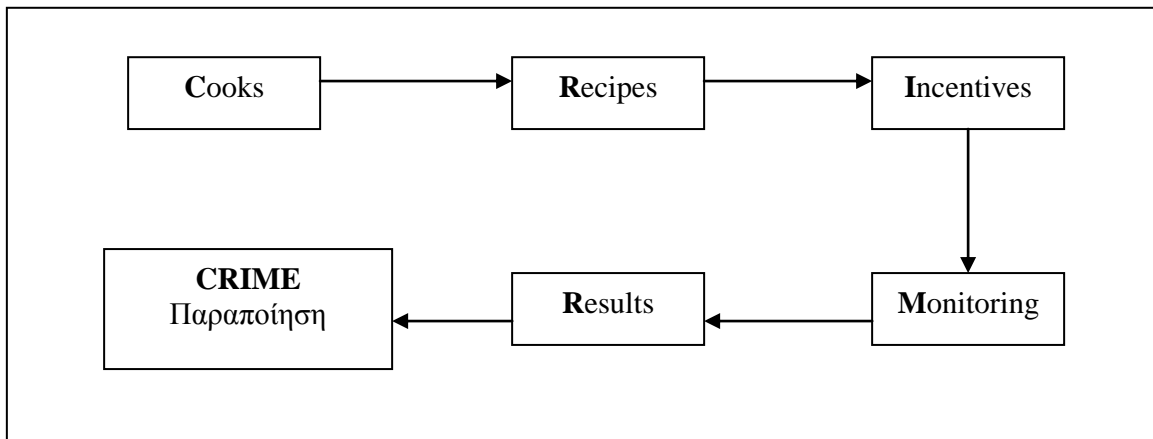 Cooks
Recipes
Incentives
Monitoring
Results
CRIME
Παραποίηση